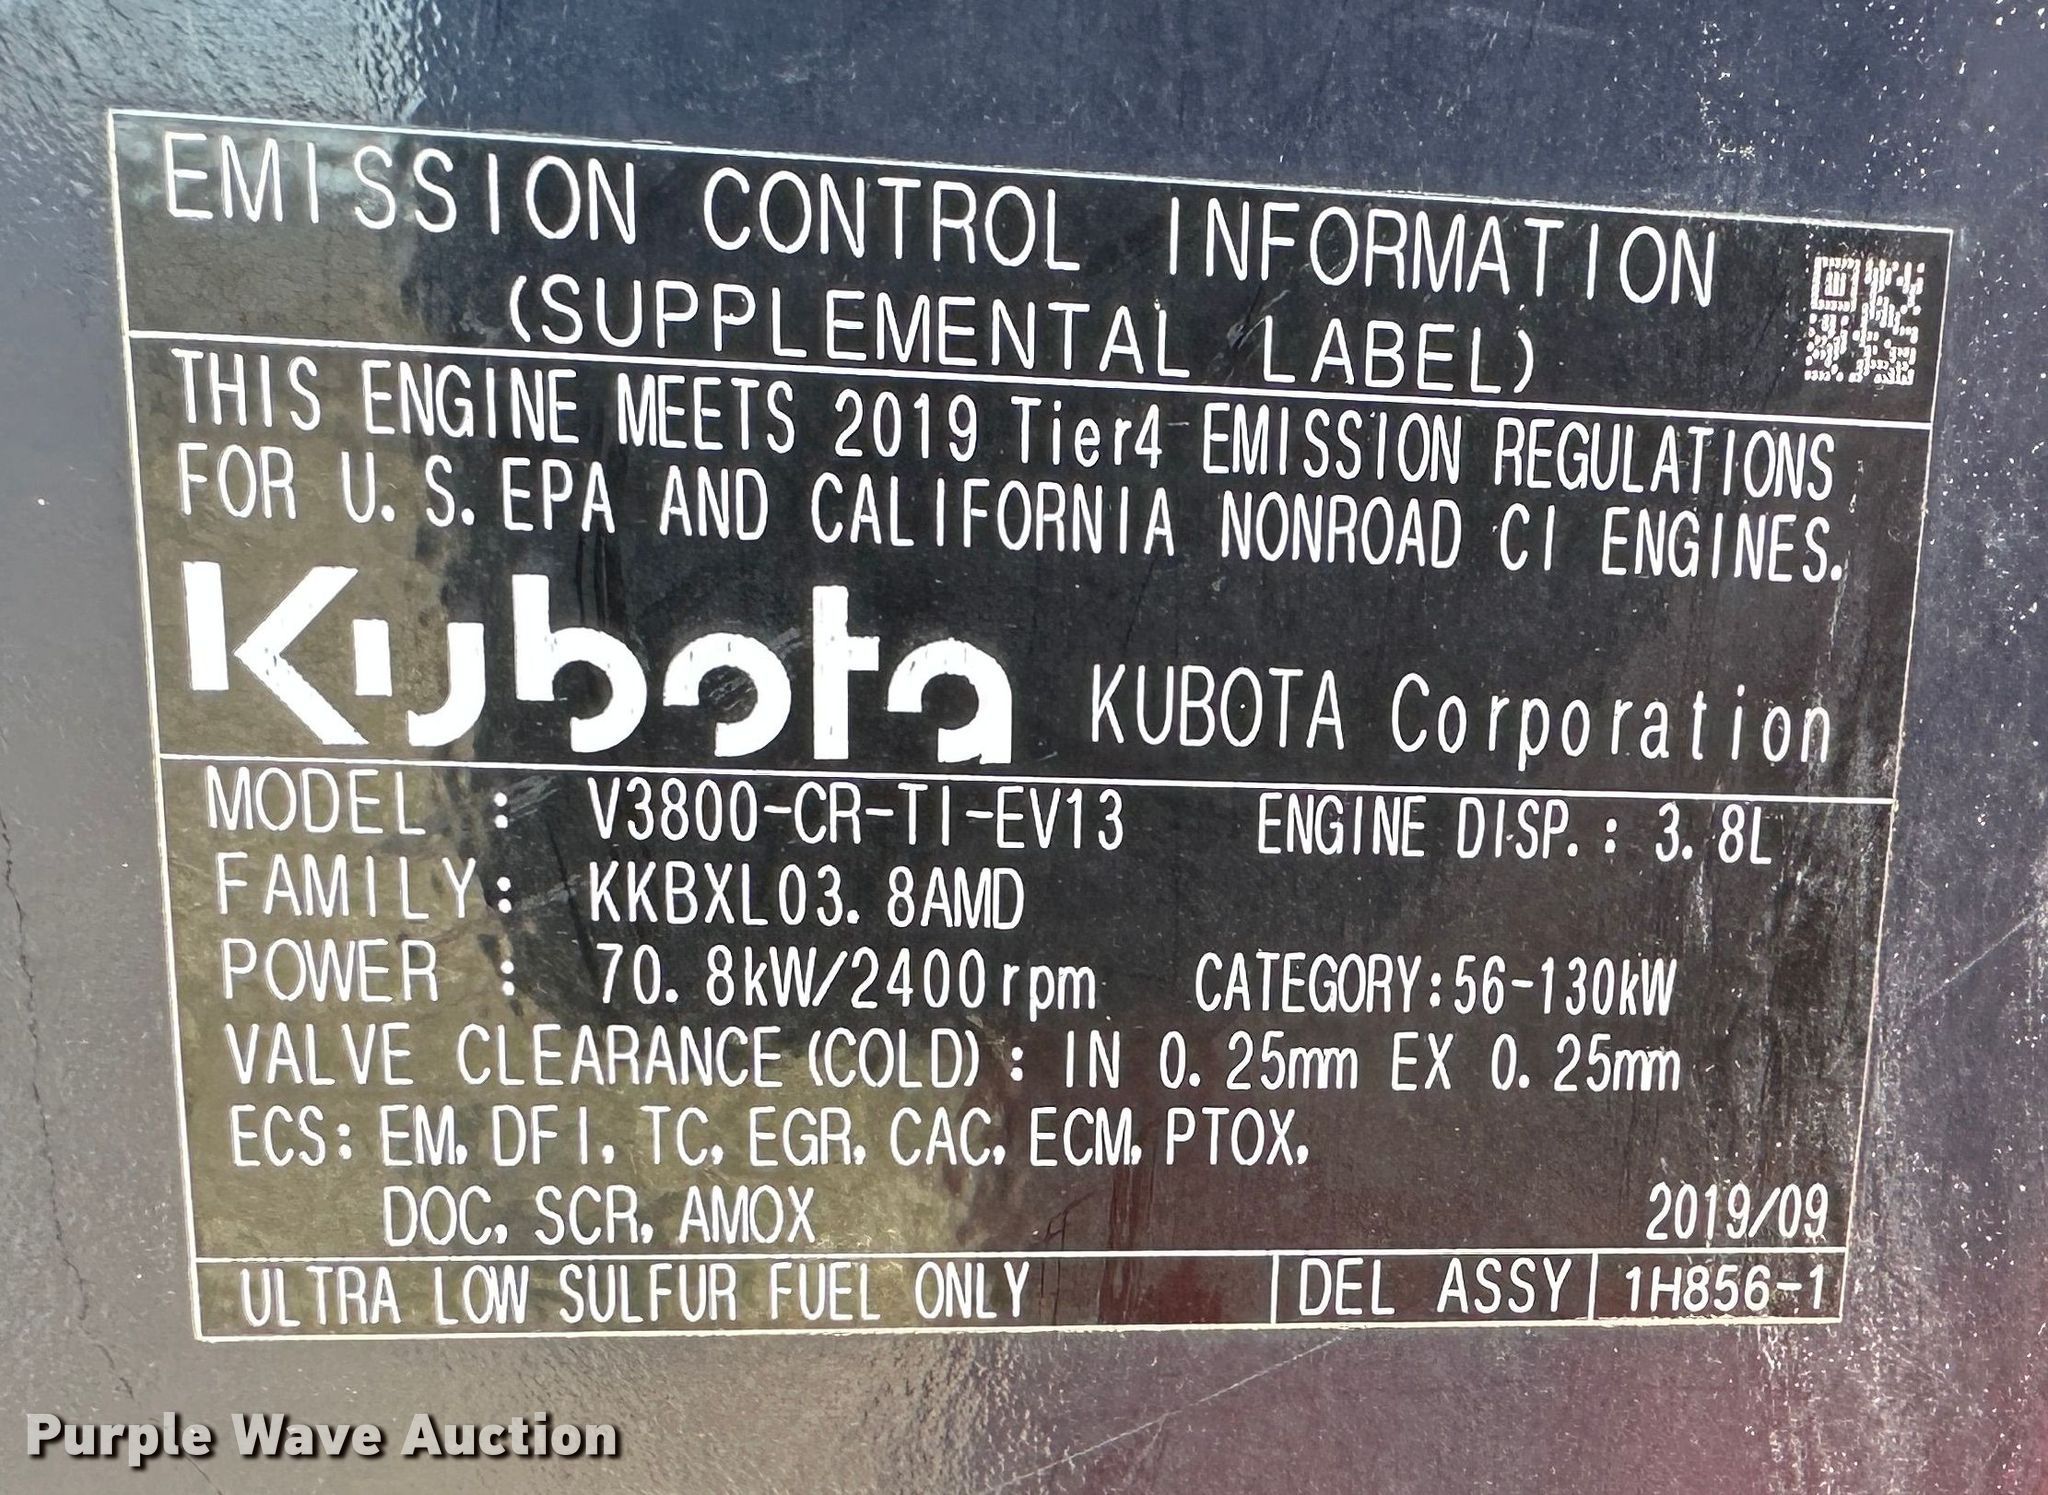 EMISSION CONTROL INFORMATION
(SUPPLEMENTAL LABEL)
THIS ENGINE MEETS 2019 Tier4 EMISSION REGULATIONS
FOR U.S.EPA AND CALIFORNIA NONROAD CI ENGINES.
Kubota KUBOTA Corporation
MODEL : V3800-CR-TI-EV13 ENGINE DISP.: 3.8L
FAMILY: KKBXL03.8AMD
POWER : 70.8kW/2400rpm CATEGORY:56-130kW
VALVE CLEARANCE(COLD): IN 0.25mm EX 0.25mm
ECS: EM, DFI, TC, EGR, CAC, ECM, PTOX,
DOC, SCR, AMOX 2019/09
ULTRA LOW SULFUR FUEL ONLY DEL ASSY 1H856-1
Purple Wave Auction